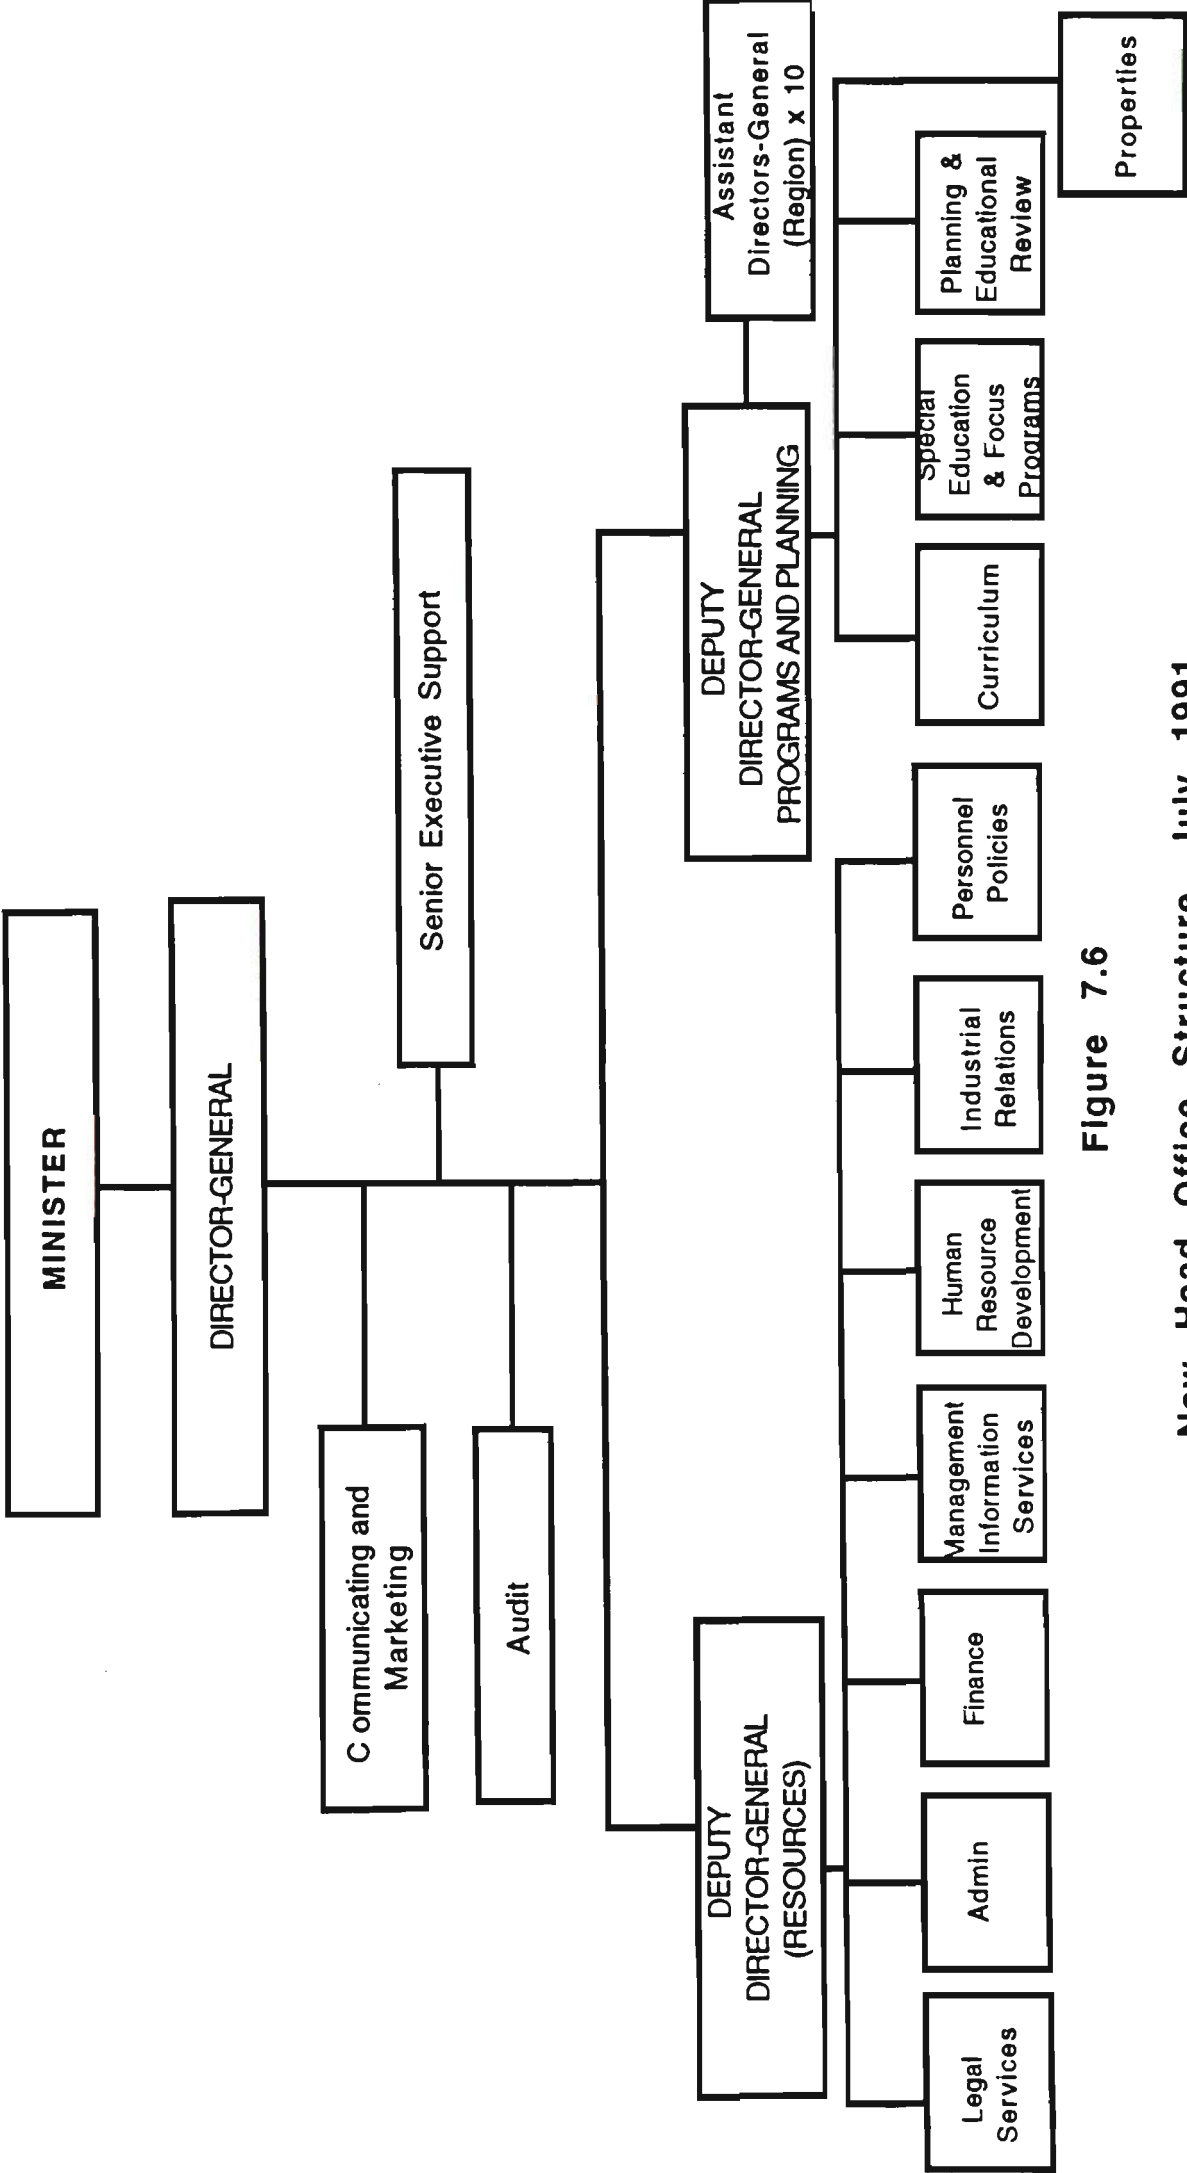 MINISTER
DIRECTOR-GENERAL
C ommunicating and
Marketing
Senior Executive Support
Audit
DEPUTY
DIRECTOR-GENERAL
(RESOURCES)
DEPUTY
DIRECTOR-GENERAL
PROGRAMS AND PLANNING
Assistant
Directors-General
(Region) x 10
Legal
Services
Admin
Finance
Management
Information
Services
Human
Resource
Development
Industrial
Relations
Personnel
Policies
Curriculum
Special
Education
& Focus
Programs
Planning &
Educational
Review
Properties
Figure 7.6
New Head Office Structure July 1991